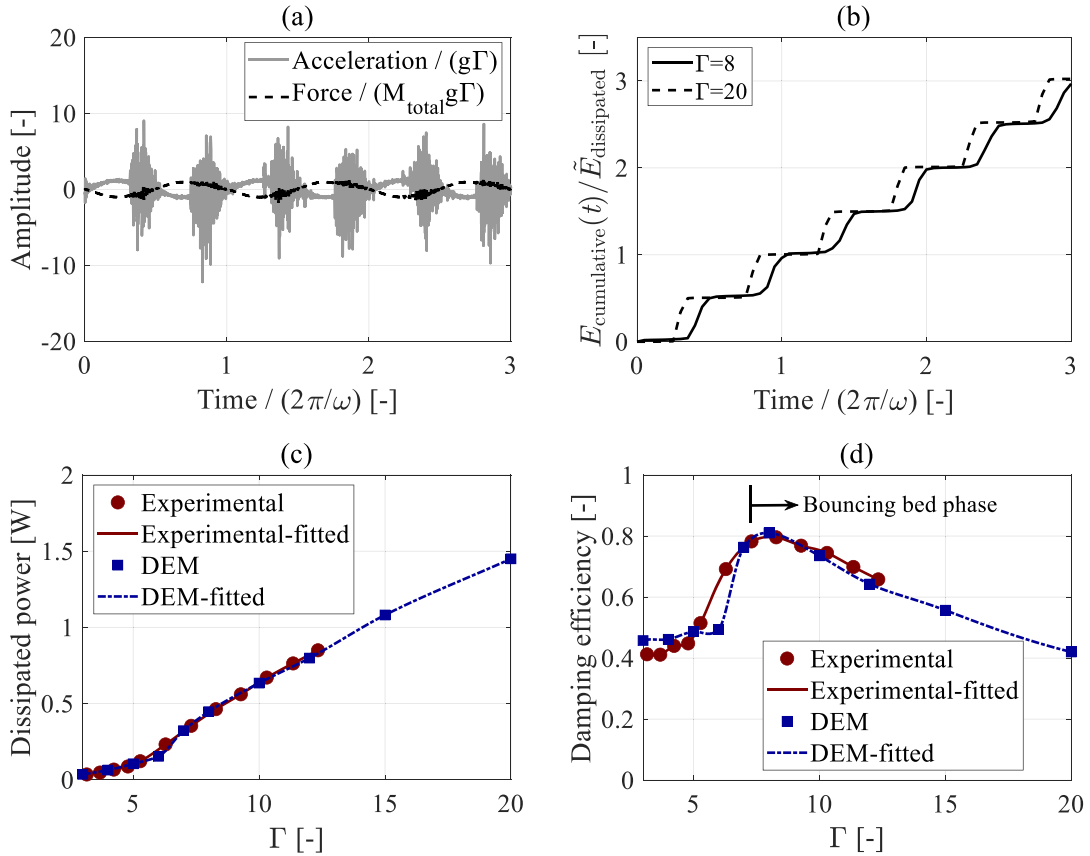 (a)
20
10
0
-10
-20
Amplitude [-]
Acceleration / (gΓ)
Force / (M_total gΓ)
0
1
2
3
Time / (2π/ω) [-]
(b)
3
2
1
0
E_cumulative(t)/Ẽ_dissipated [-]
Γ=8
Γ=20
0
1
2
3
Time / (2π/ω) [-]
(c)
2
1.5
1
0.5
0
Dissipated power [W]
Experimental
Experimental-fitted
DEM
DEM-fitted
5
10
15
20
Γ [-]
(d)
1
0.8
0.6
0.4
0.2
0
Damping efficiency [-]
Bouncing bed phase
Experimental
Experimental-fitted
DEM
DEM-fitted
5
10
15
20
Γ [-]